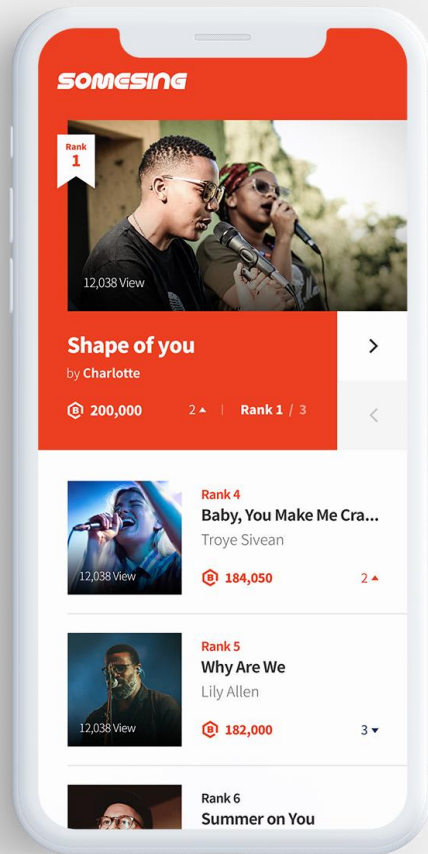 SOMESING
Rank
1
12,038 View
Shape of you
by Charlotte
200,000 2 | Rank 1 / 3
Rank 4
Baby, You Make Me Cra...
Troye Sivean
12,038 View
184,050 2
Rank 5
Why Are We
Lily Allen
12,038 View
182,000 3
Rank 6
Summer on You